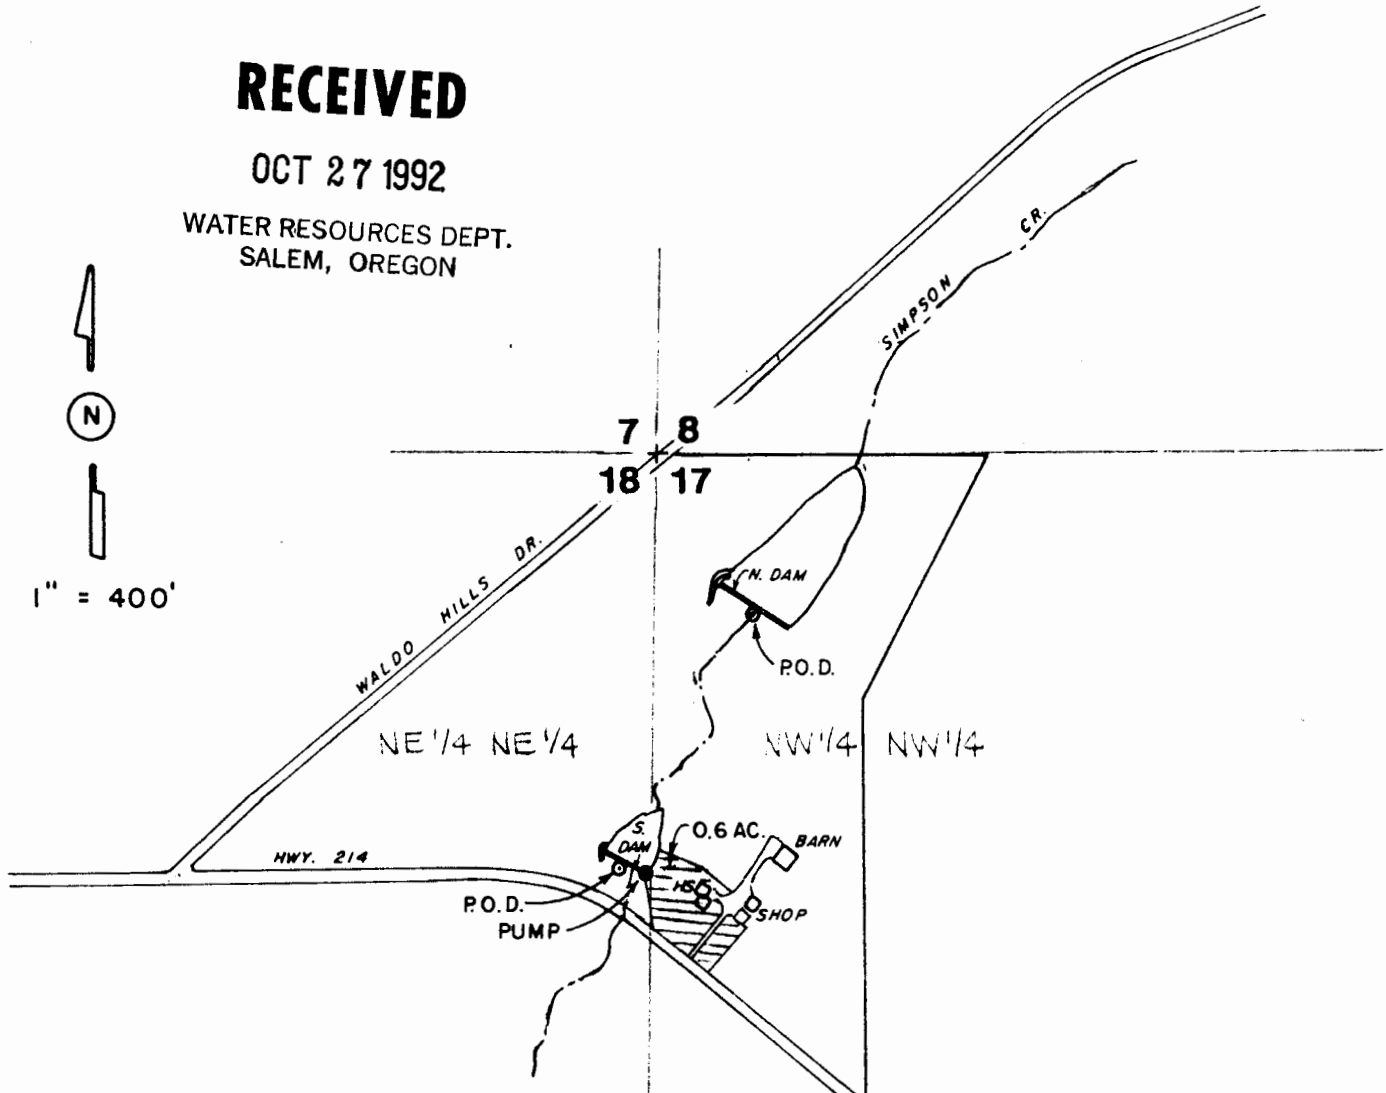 RECEIVED
OCT 27 1992
WATER RESOURCES DEPT.
SALEM, OREGON
N
1" = 400'
SIMPSON CR.
7 8
18 17
WALDO HILLS DR.
N. DAM
P.O.D.
NE 1/4 NE 1/4
NW 1/4 NW 1/4
S. DAM
0.6 AC.
BARN
HWY. 214
HS
P.O.D.
SHOP
PUMP